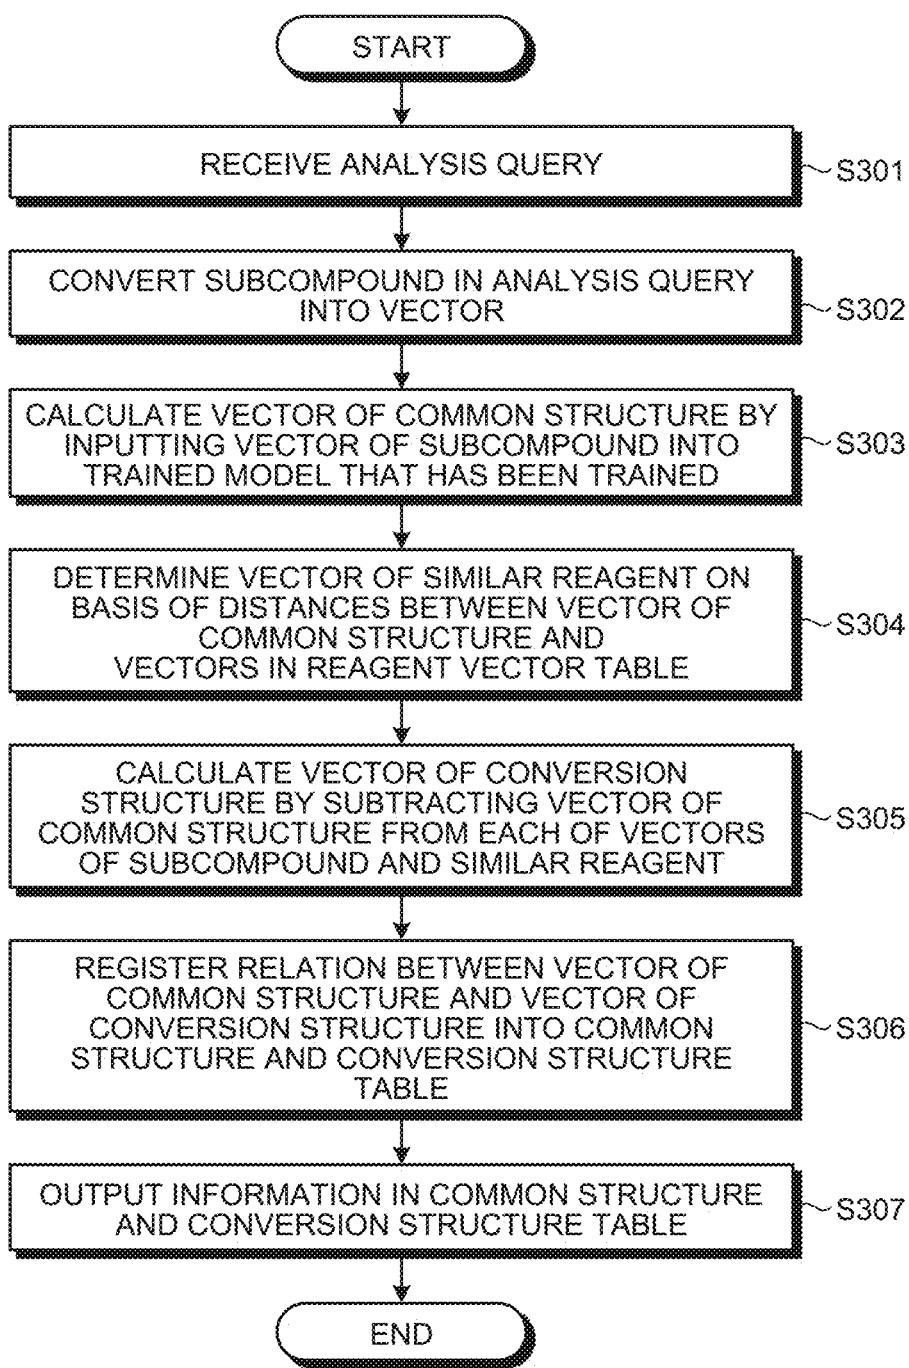 START
RECEIVE ANALYSIS QUERY
S301
CONVERT SUBCOMPOUND IN ANALYSIS QUERY
INTO VECTOR
S302
CALCULATE VECTOR OF COMMON STRUCTURE BY
INPUTTING VECTOR OF SUBCOMPOUND INTO
TRAINED MODEL THAT HAS BEEN TRAINED
S303
DETERMINE VECTOR OF SIMILAR REAGENT ON
BASIS OF DISTANCES BETWEEN VECTOR OF
COMMON STRUCTURE AND
VECTORS IN REAGENT VECTOR TABLE
S304
CALCULATE VECTOR OF CONVERSION
STRUCTURE BY SUBTRACTING VECTOR OF
COMMON STRUCTURE FROM EACH OF VECTORS
OF SUBCOMPOUND AND SIMILAR REAGENT
S305
REGISTER RELATION BETWEEN VECTOR OF
COMMON STRUCTURE AND VECTOR OF
CONVERSION STRUCTURE INTO COMMON
STRUCTURE AND CONVERSION STRUCTURE
TABLE
S306
OUTPUT INFORMATION IN COMMON STRUCTURE
AND CONVERSION STRUCTURE TABLE
S307
END